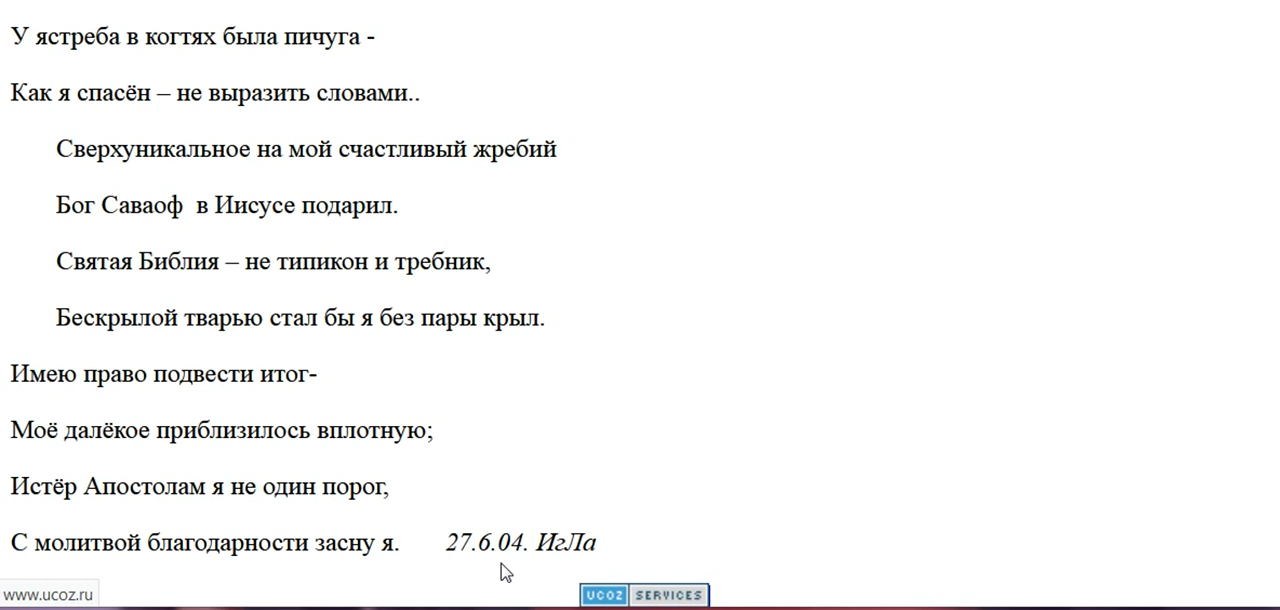 У ястреба в когтях была пичуга -
Как я спасён – не выразить словами..
Сверхуникальное на мой счастливый жребий
Бог Саваоф  в Иисусе подарил.
Святая Библия – не типикон и требник,
Бескрылой тварью стал бы я без пары крыл.
Имею право подвести итог-
Моё далёкое приблизилось вплотную;
Истёр Апостолам я не один порог,
С молитвой благодарности засну я. 27.6.04. ИгЛа
www.ucoz.ru UCOZ SERVICES